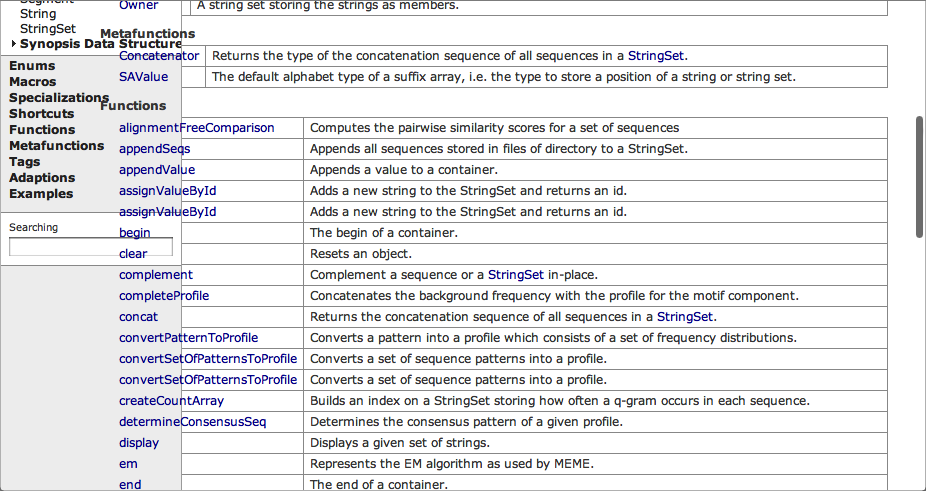 Segment
String
StringSet
Synopsis Data Structure
Enums
Macros
Specializations
Shortcuts
Functions
Metafunctions
Tags
Adaptions
Examples
Searching
Owner A string set storing the strings as members.
Metafunctions
Concatenator Returns the type of the concatenation sequence of all sequences in a StringSet.
SAValue The default alphabet type of a suffix array, i.e. the type to store a position of a string or string set.
Functions
alignmentFreeComparison Computes the pairwise similarity scores for a set of sequences
appendSeqs Appends all sequences stored in files of directory to a StringSet.
appendValue Appends a value to a container.
assignValueById Adds a new string to the StringSet and returns an id.
assignValueById Adds a new string to the StringSet and returns an id.
begin The begin of a container.
clear Resets an object.
complement Complement a sequence or a StringSet in-place.
completeProfile Concatenates the background frequency with the profile for the motif component.
concat Returns the concatenation sequence of all sequences in a StringSet.
convertPatternToProfile Converts a pattern into a profile which consists of a set of frequency distributions.
convertSetOfPatternsToProfile Converts a set of sequence patterns into a profile.
convertSetOfPatternsToProfile Converts a set of sequence patterns into a profile.
createCountArray Builds an index on a StringSet storing how often a q-gram occurs in each sequence.
determineConsensusSeq Determines the consensus pattern of a given profile.
display Displays a given set of strings.
em Represents the EM algorithm as used by MEME.
end The end of a container.